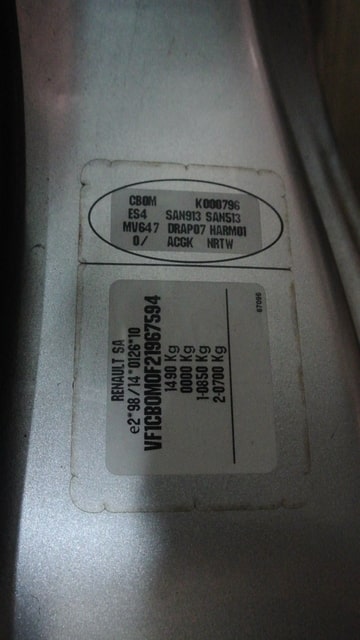 CB0M K000796
ES4 SAN913 SAN513
MV647 DRAP07 HARM01
0/ ACGK NRTW
RENAULT SA
e2*98/14*0126*10
VF1CB0M0F21967594
1490 Kg
0000 Kg
1-0850 Kg
2-0700 Kg